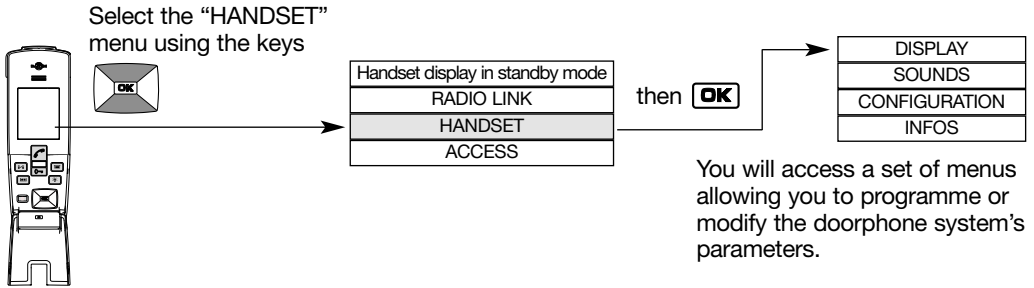 Select the “HANDSET”
menu using the keys
OK
Handset display in standby mode
RADIO LINK
HANDSET
ACCESS
then OK
DISPLAY
SOUNDS
CONFIGURATION
INFOS
You will access a set of menus
allowing you to programme or
modify the doorphone system’s
parameters.